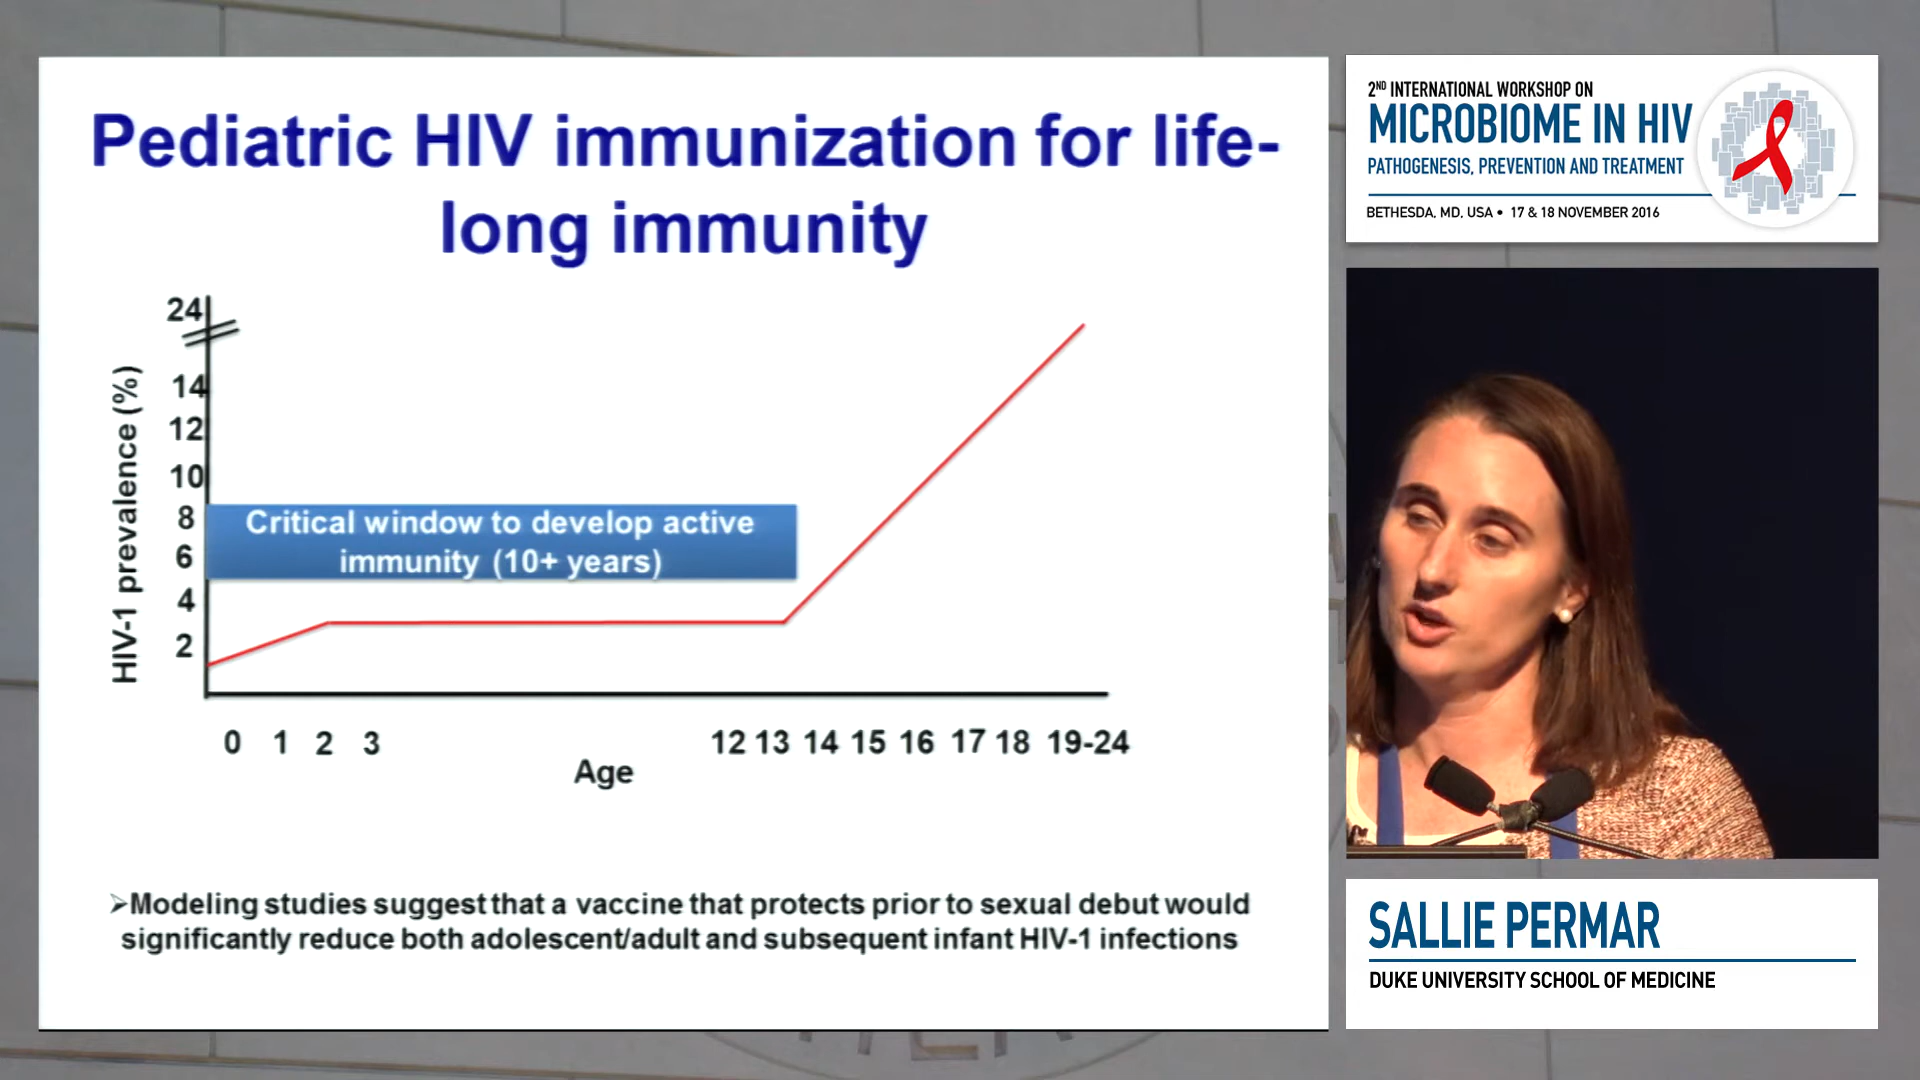 Pediatric HIV immunization for life-
long immunity
24
14
12
10
8
6
4
2
HIV-1 prevalence (%)
Critical window to develop active
immunity (10+ years)
0 1 2 3 12 13 14 15 16 17 18 19-24
Age
➢Modeling studies suggest that a vaccine that protects prior to sexual debut would
significantly reduce both adolescent/adult and subsequent infant HIV-1 infections
2ND INTERNATIONAL WORKSHOP ON
MICROBIOME IN HIV
PATHOGENESIS, PREVENTION AND TREATMENT
BETHESDA, MD, USA • 17 & 18 NOVEMBER 2016
SALLIE PERMAR
DUKE UNIVERSITY SCHOOL OF MEDICINE